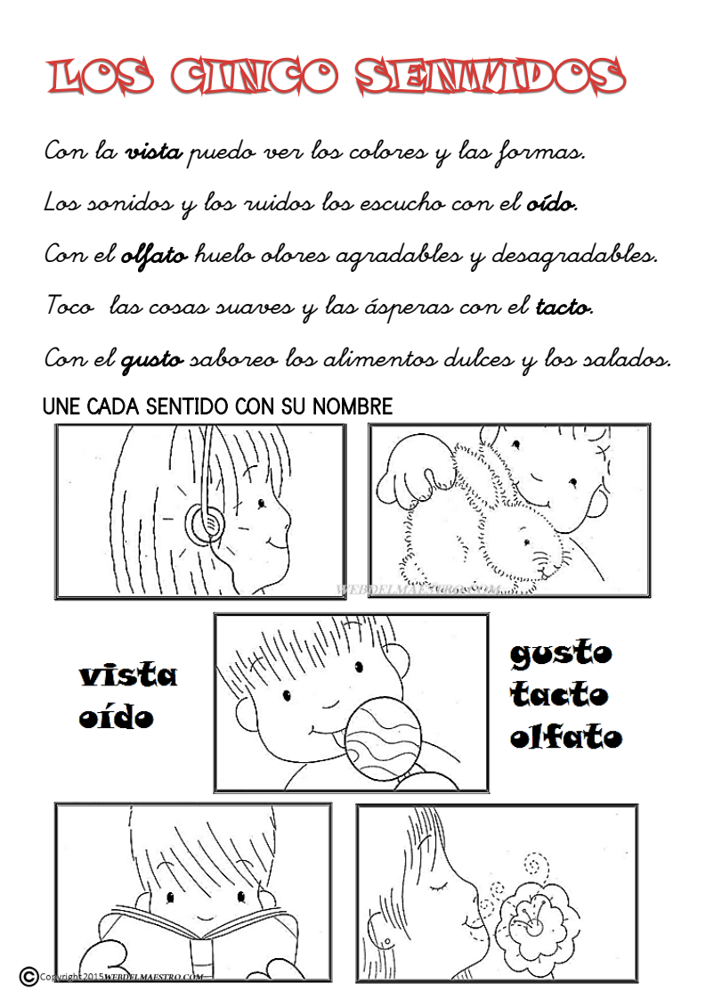 LOS CINCO SENTIDOS
Con la vista puedo ver los colores y las formas.
Los sonidos y los ruidos los escucho con el oído.
Con el olfato huelo olores agradables y desagradables.
Toco las cosas suaves y las ásperas con el tacto.
Con el gusto saboreo los alimentos dulces y los salados.
UNE CADA SENTIDO CON SU NOMBRE
WEBDELMAESTRO.COM
vista
oído
gusto
tacto
olfato
© Copyright2015WEBDELMAESTRO.COM